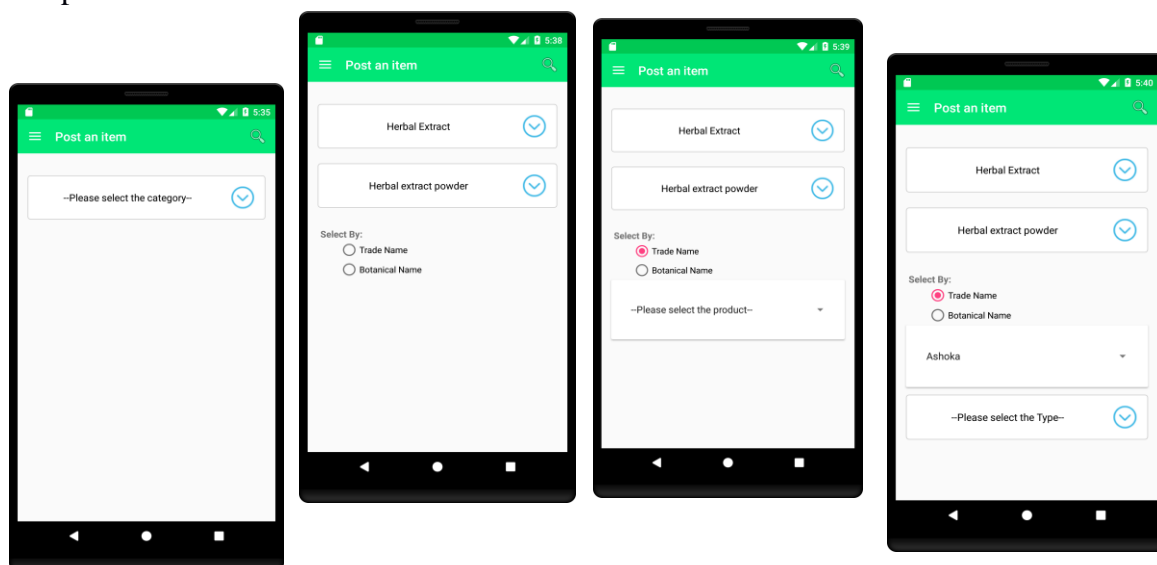 5:35
Post an item
--Please select the category--
5:38
Post an item
Herbal Extract
Herbal extract powder
Select By:
Trade Name
Botanical Name
5:39
Post an item
Herbal Extract
Herbal extract powder
Select By:
Trade Name
Botanical Name
--Please select the product--
5:40
Post an item
Herbal Extract
Herbal extract powder
Select By:
Trade Name
Botanical Name
Ashoka
--Please select the Type--